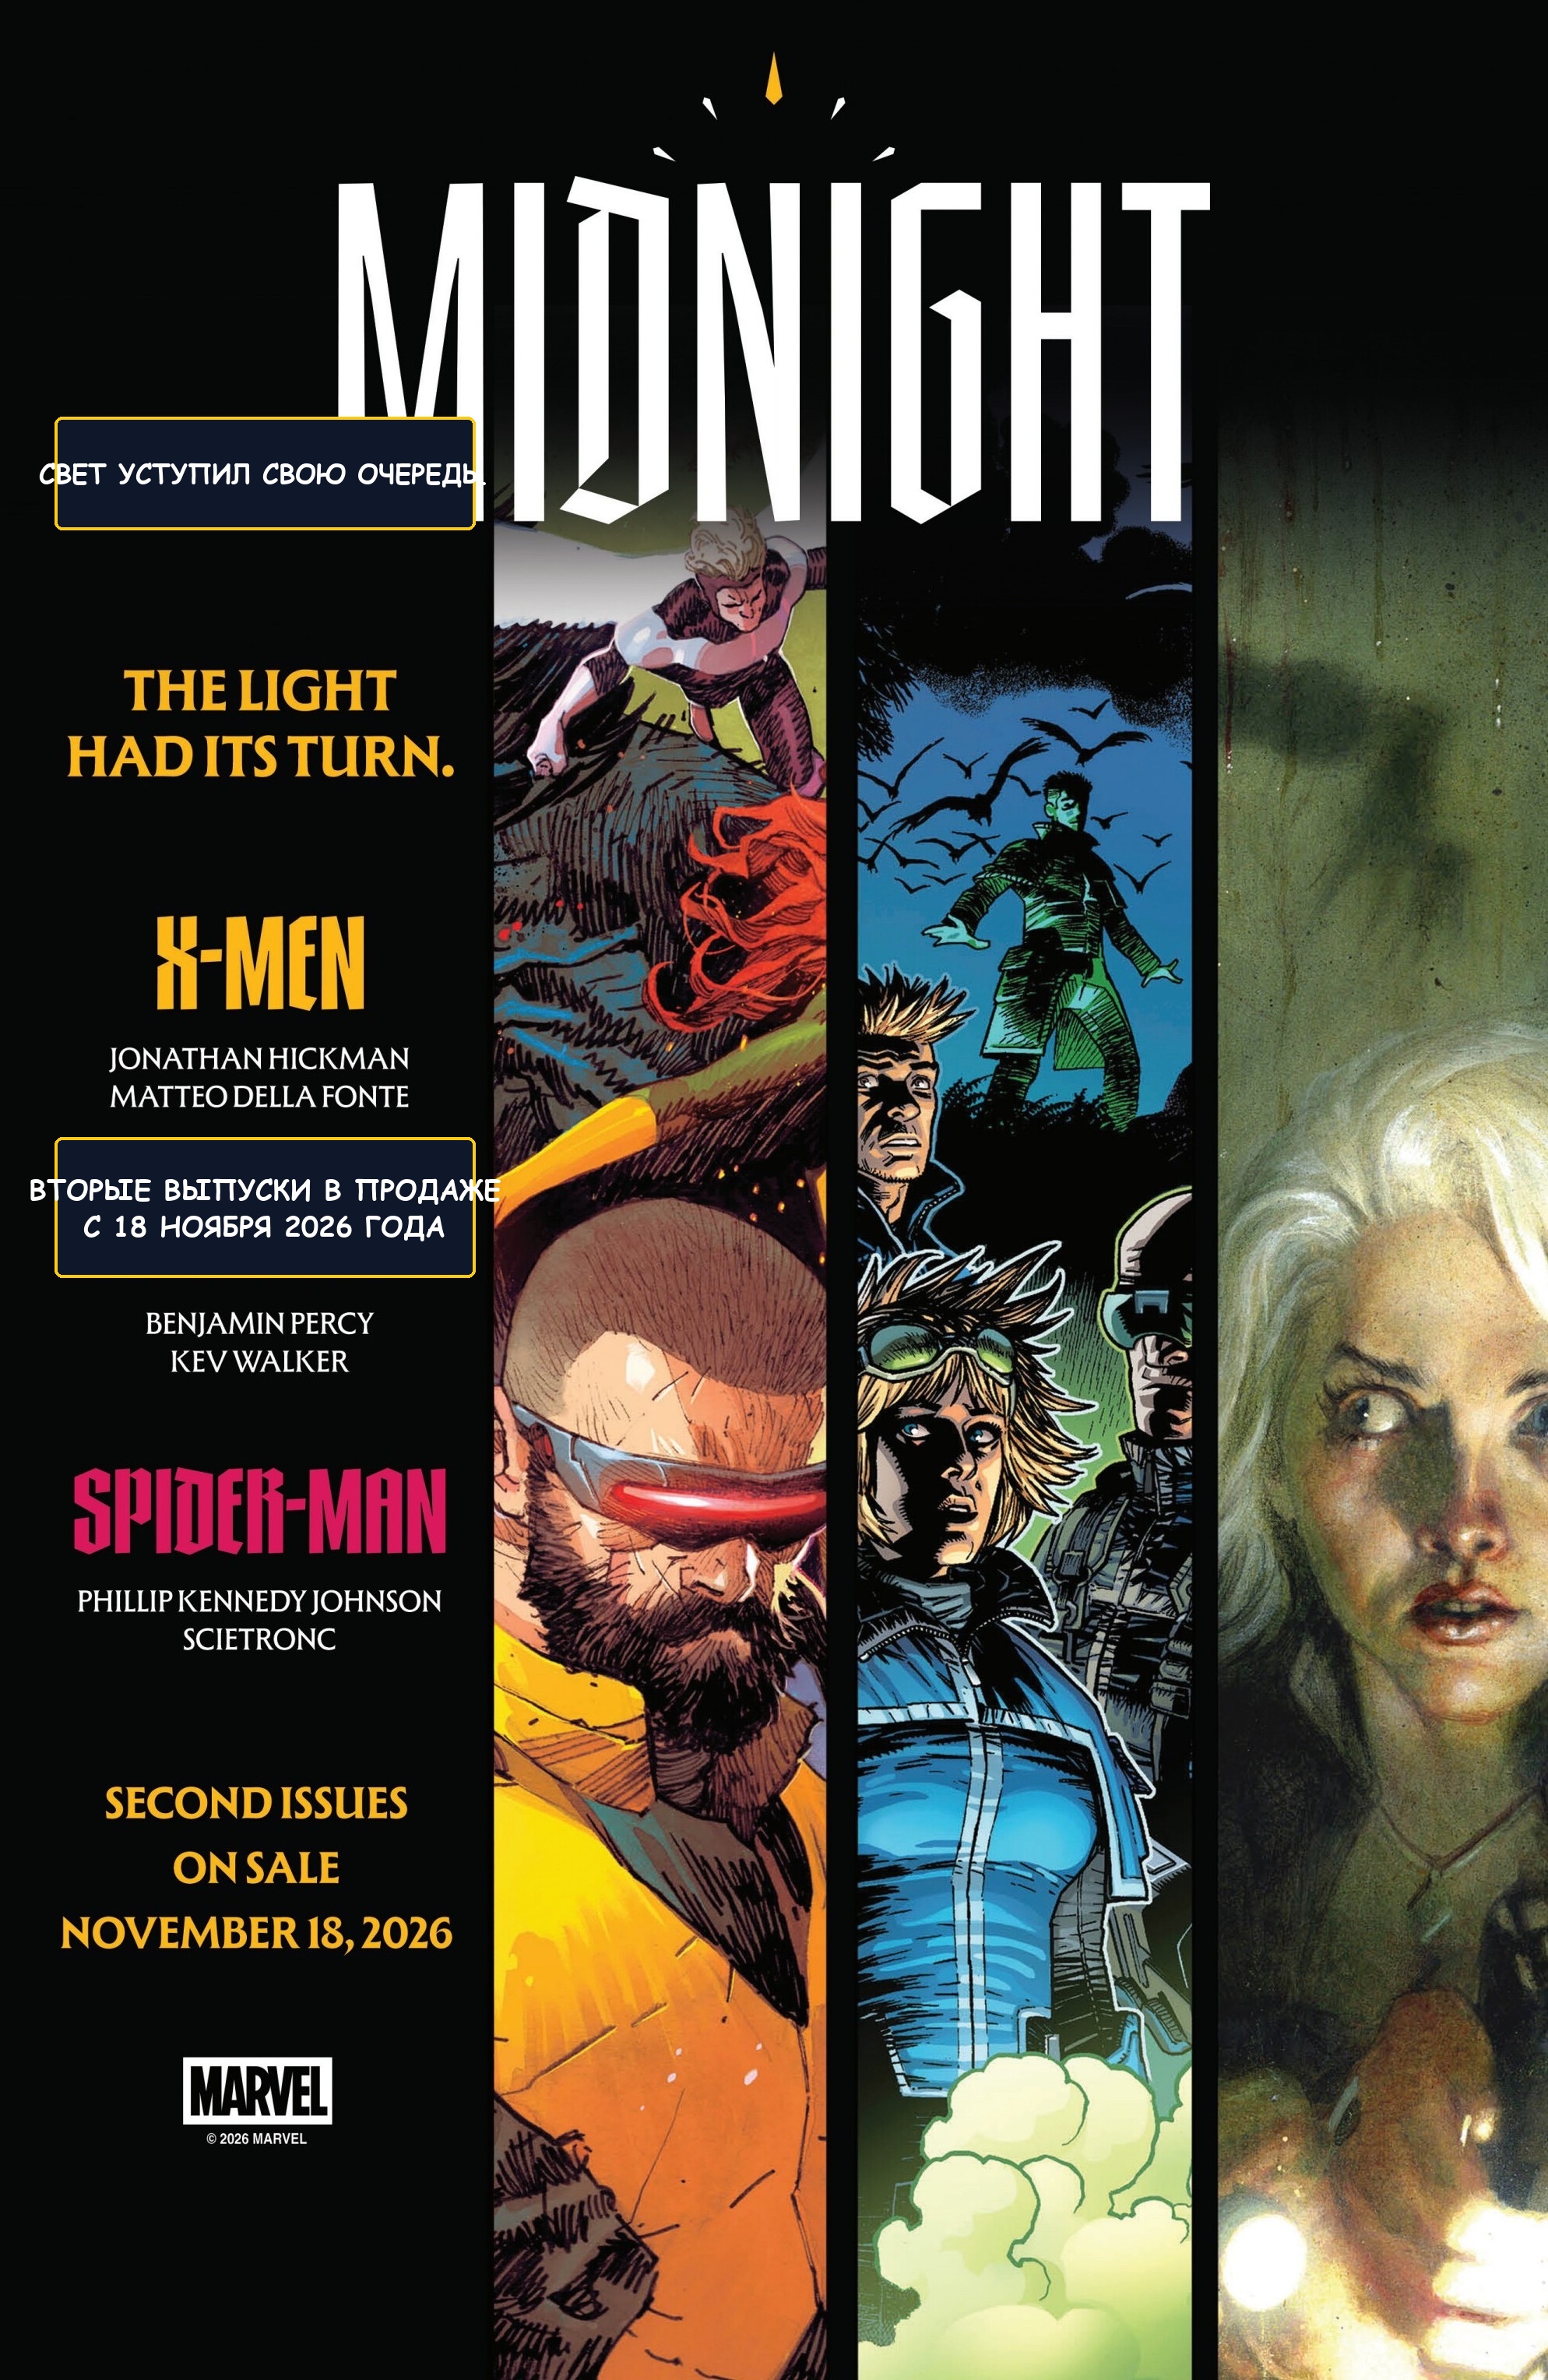 MIDNIGHT
СВЕТ УСТУПИЛ СВОЮ ОЧЕРЕДЬ.
THE LIGHT
HAD ITS TURN.
X-MEN
JONATHAN HICKMAN
MATTEO DELLA FONTE
ВТОРЫЕ ВЫПУСКИ В ПРОДАЖЕ
С 18 НОЯБРЯ 2026 ГОДА
BENJAMIN PERCY
KEV WALKER
SPIDER-MAN
PHILLIP KENNEDY JOHNSON
SCIETRONC
SECOND ISSUES
ON SALE
NOVEMBER 18, 2026
MARVEL
© 2026 MARVEL